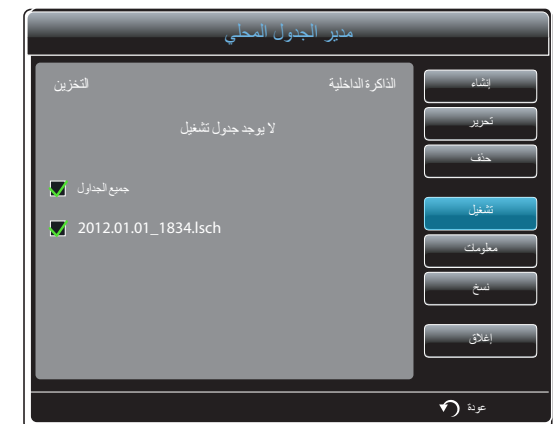 مدير الجدول المحلي
التخزين
الذاكرة الداخلية
لا يوجد جدول تشغيل
جميع الجداول
2012.01.01_1834.lsch
إنشاء
تحرير
حذف
تشغيل
معلومات
نسخ
إغلاق
عودة